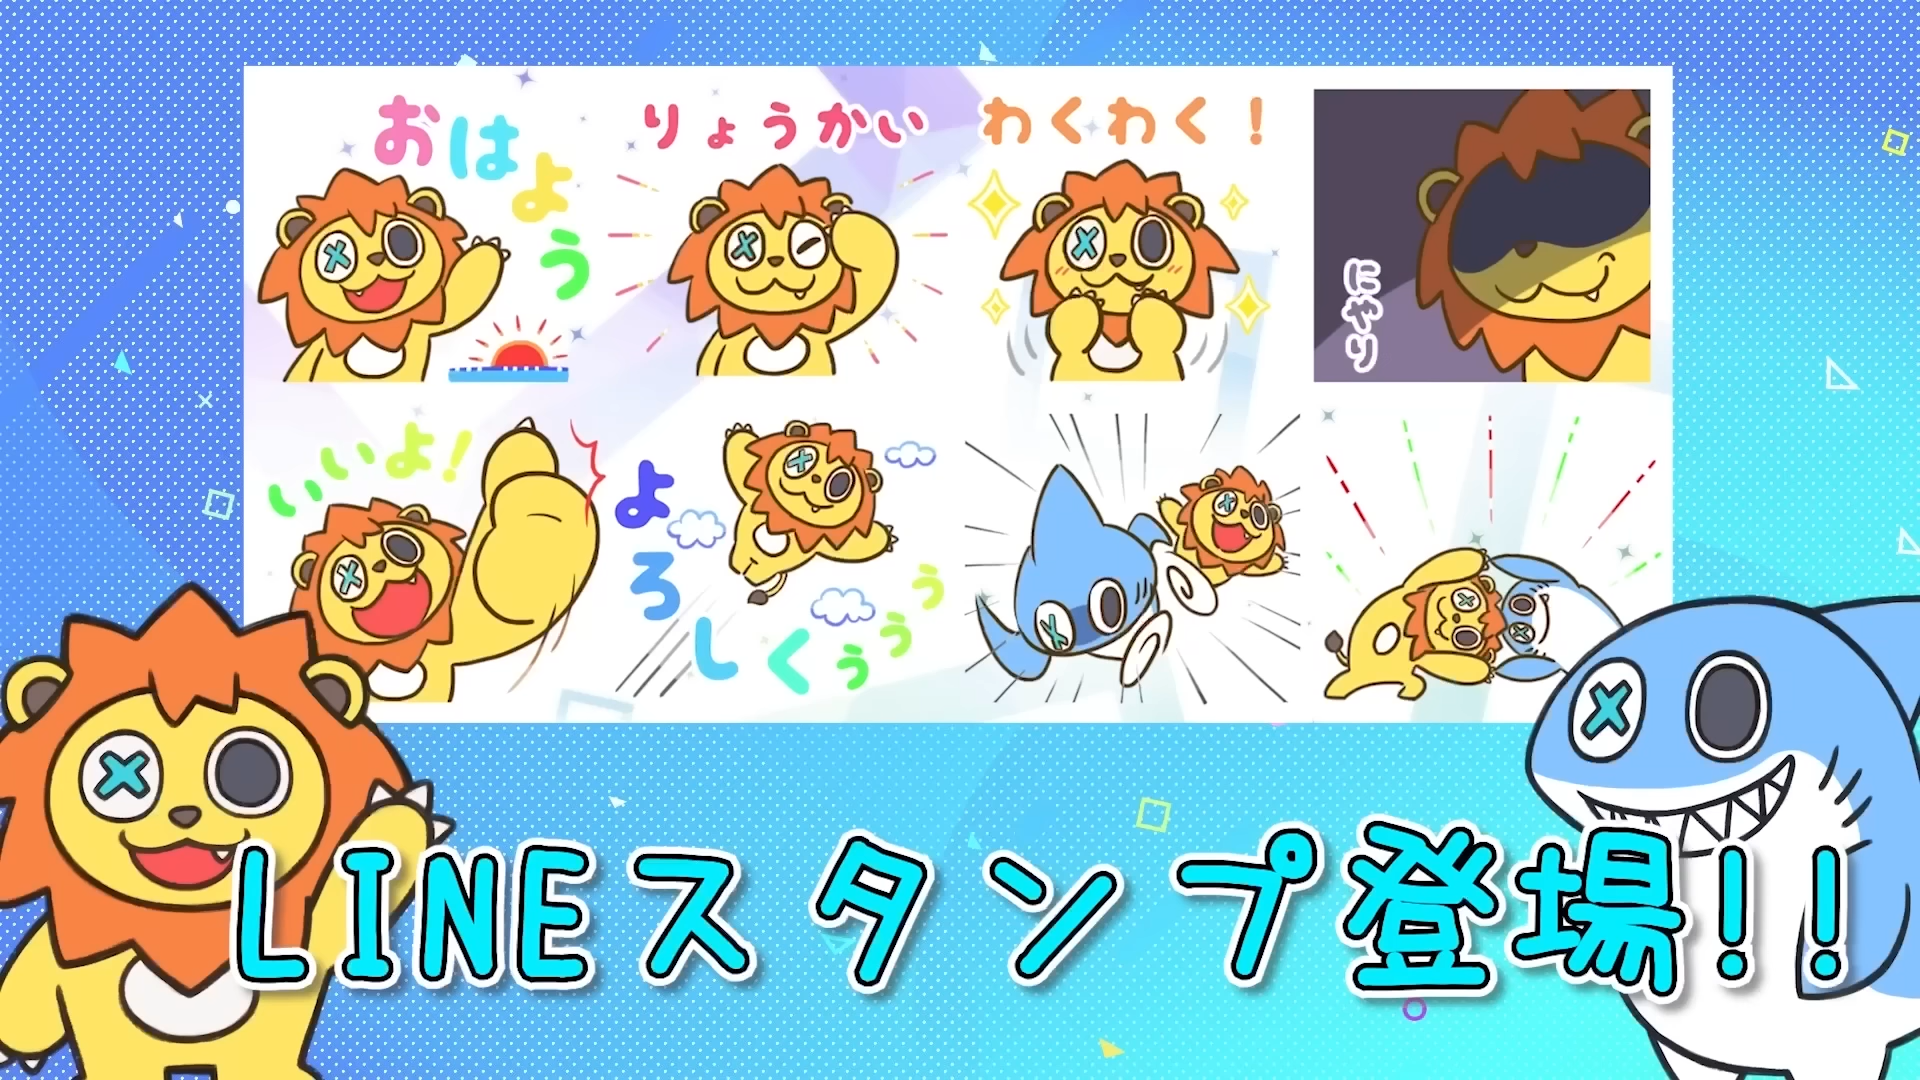 おはよう
りょうかい
わくわく！
にやり
いいよ！
よろしくぅぅぅ
LINEスタンプ登場!!